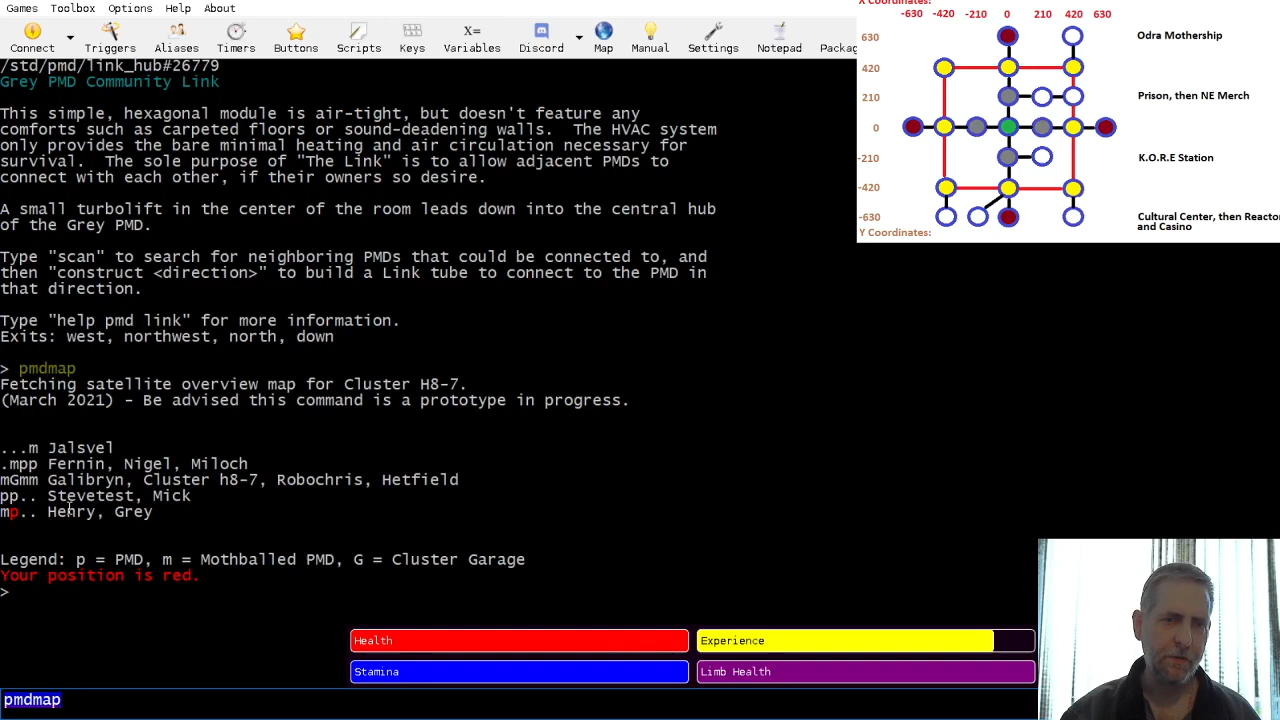 Games Toolbox Options Help About
Connect Triggers Aliases Timers Buttons Scripts Keys Variables Discord Map Manual Settings Notepad Packag
/std/pmd/link_hub#26779
Grey PMD Community Link
This simple, hexagonal module is air-tight, but doesn't feature any
comforts such as carpeted floors or sound-deadening walls. The HVAC system
only provides the bare minimal heating and air circulation necessary for
survival. The sole purpose of "The Link" is to allow adjacent PMDs to
connect with each other, if their owners so desire.
A small turbolift in the center of the room leads down into the central hub
of the Grey PMD.
Type "scan" to search for neighboring PMDs that could be connected to, and
then "construct <direction>" to build a Link tube to connect to the PMD in
that direction.
Type "help pmd link" for more information.
Exits: west, northwest, north, down
> pmdmap
Fetching satellite overview map for Cluster H8-7.
(March 2021) - Be advised this command is a prototype in progress.
...m Jalsvel
.mpp Fernin, Nigel, Miloch
mGmm Galibryn, Cluster h8-7, Robochris, Hetfield
pp.. Stevetest, Mick
mp.. Henry, Grey
Legend: p = PMD, m = Mothballed PMD, G = Cluster Garage
Your position is red.
>
Health
Experience
Stamina
Limb Health
pmdmap
X Coordinates:
-630 -420 -210 0 210 420 630
630
420
210
0
-210
-420
-630
Y Coordinates:
Odra Mothership
Prison, then NE Merch
K.O.R.E Station
Cultural Center, then Reactor
and Casino